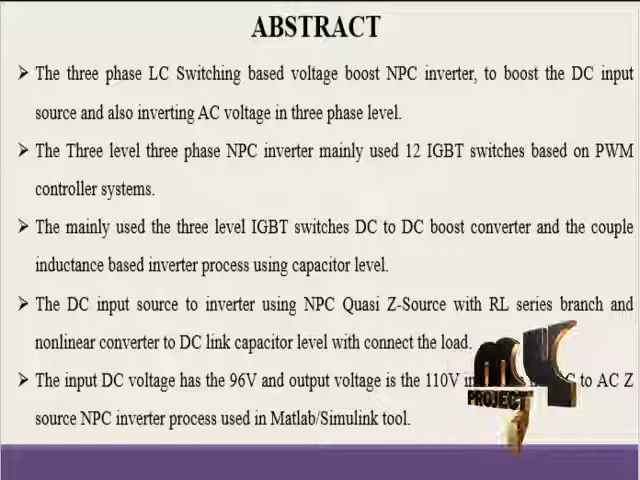 ABSTRACT
➢ The three phase LC Switching based voltage boost NPC inverter, to boost the DC input
source and also inverting AC voltage in three phase level.
➢ The Three level three phase NPC inverter mainly used 12 IGBT switches based on PWM
controller systems.
➢ The mainly used the three level IGBT switches DC to DC boost converter and the couple
inductance based inverter process using capacitor level.
➢ The DC input source to inverter using NPC Quasi Z-Source with RL series branch and
nonlinear converter to DC link capacitor level with connect the load.
➢ The input DC voltage has the 96V and output voltage is the 110V to AC Z
source NPC inverter process used in Matlab/Simulink tool.
PROJECT